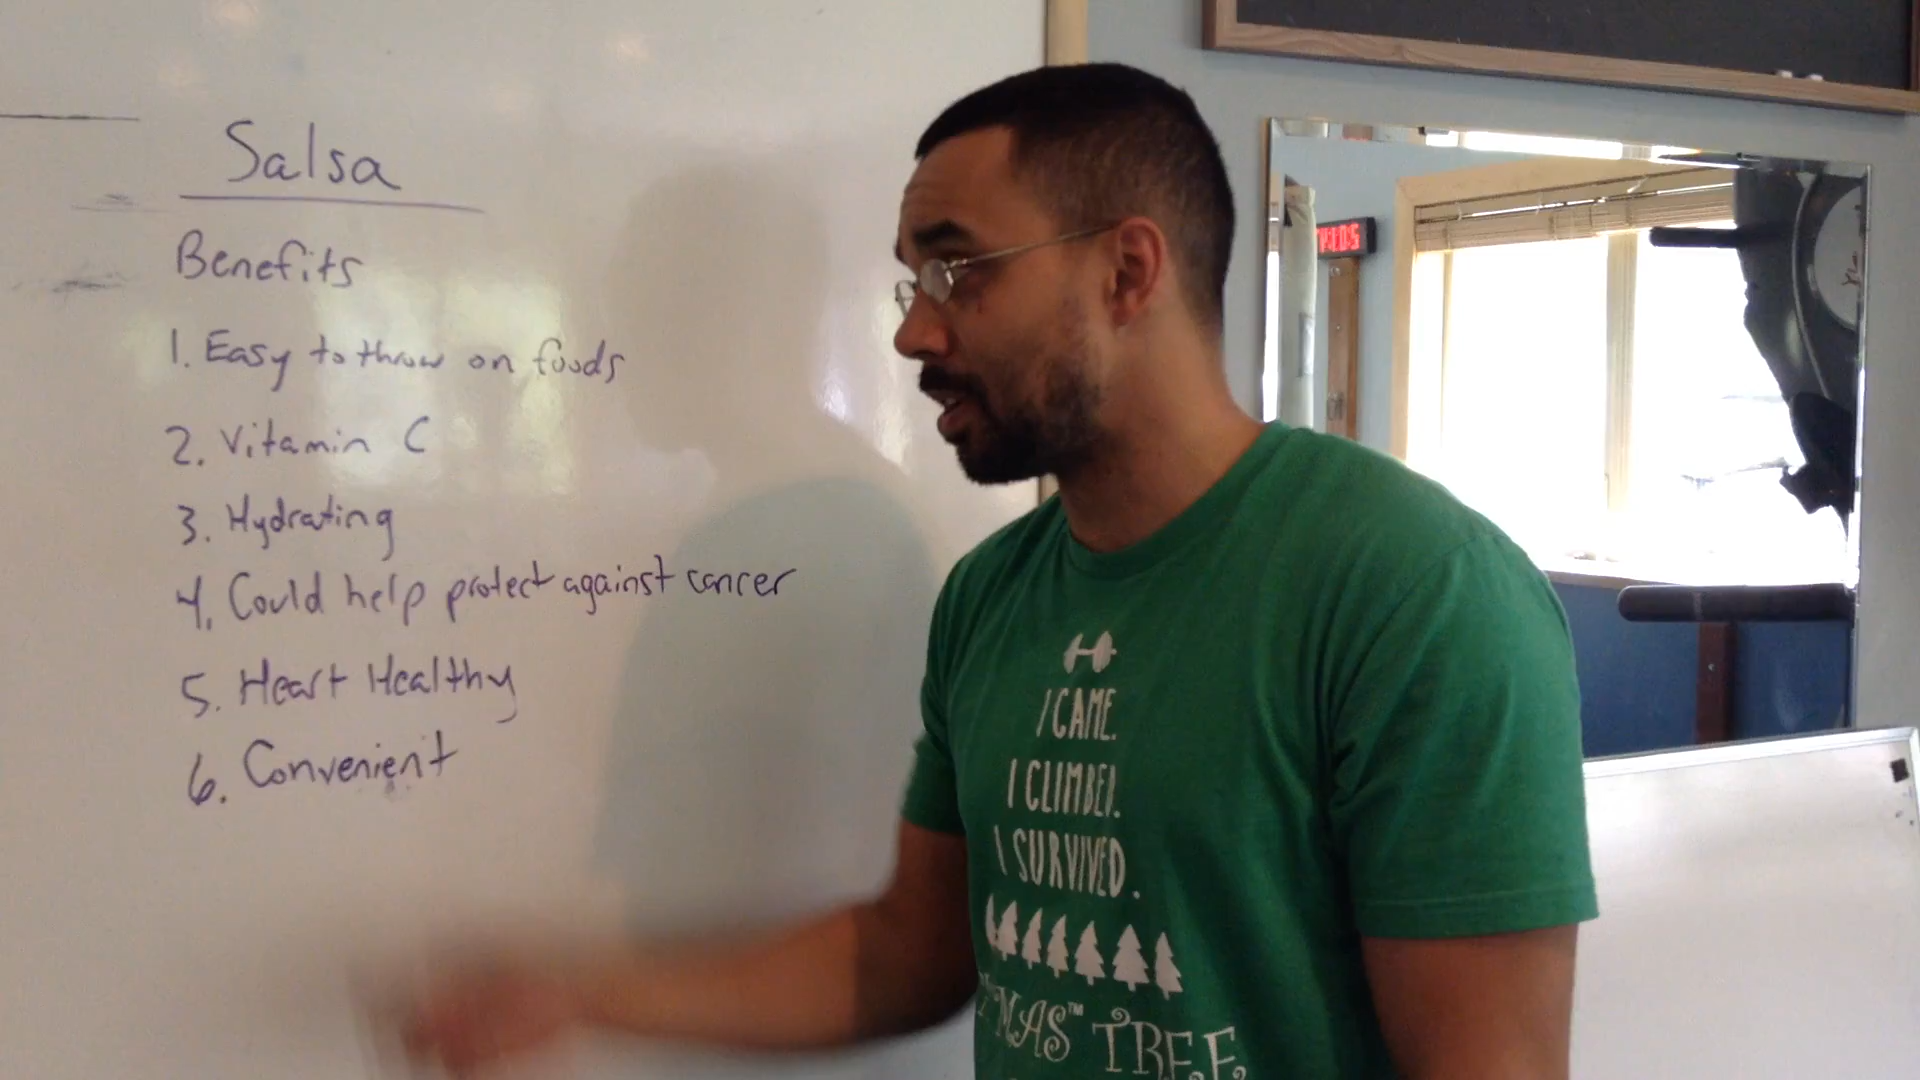 Salsa
Benefits
1. Easy to throw on foods
2. Vitamin C
3. Hydrating
4. Could help protect against cancer
5. Heart Healthy
6. Convenient
I CAME.
I CLIMBED.
I SURVIVED.
MAS™ TREE